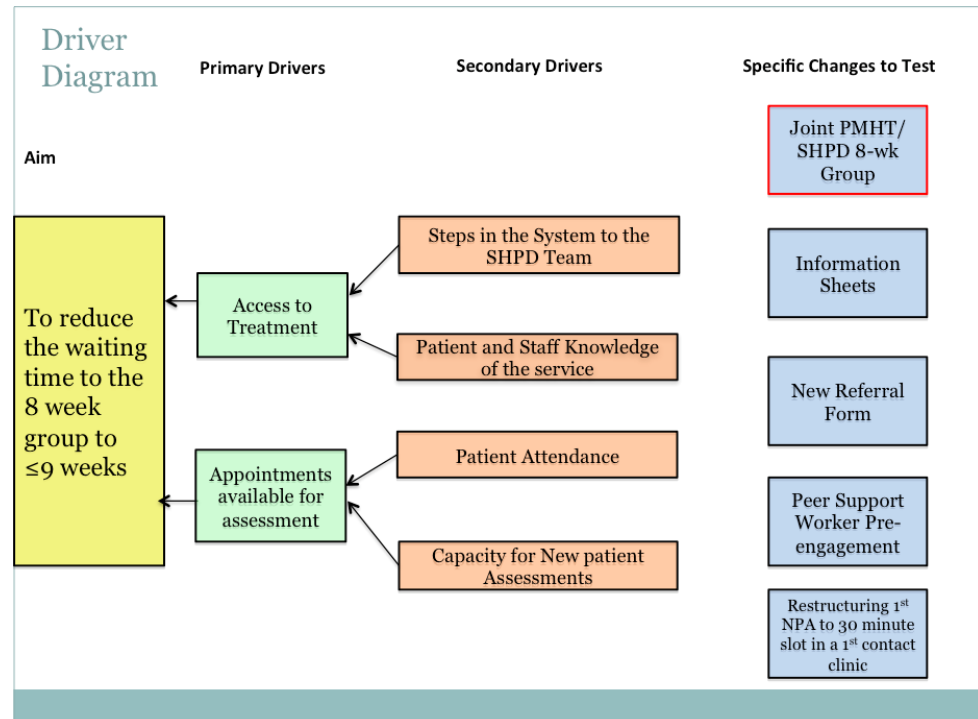 Driver
Diagram
Primary Drivers
Secondary Drivers
Specific Changes to Test
Aim
To reduce
the waiting
time to the
8 week
group to
≤9 weeks
Access to
Treatment
Appointments
available for
assessment
Steps in the System to the
SHPD Team
Patient and Staff Knowledge
of the service
Patient Attendance
Capacity for New patient
Assessments
Joint PMHT/
SHPD 8-wk
Group
Information
Sheets
New Referral
Form
Peer Support
Worker Pre-
engagement
Restructuring 1st
NPA to 30 minute
slot in a 1st contact
clinic